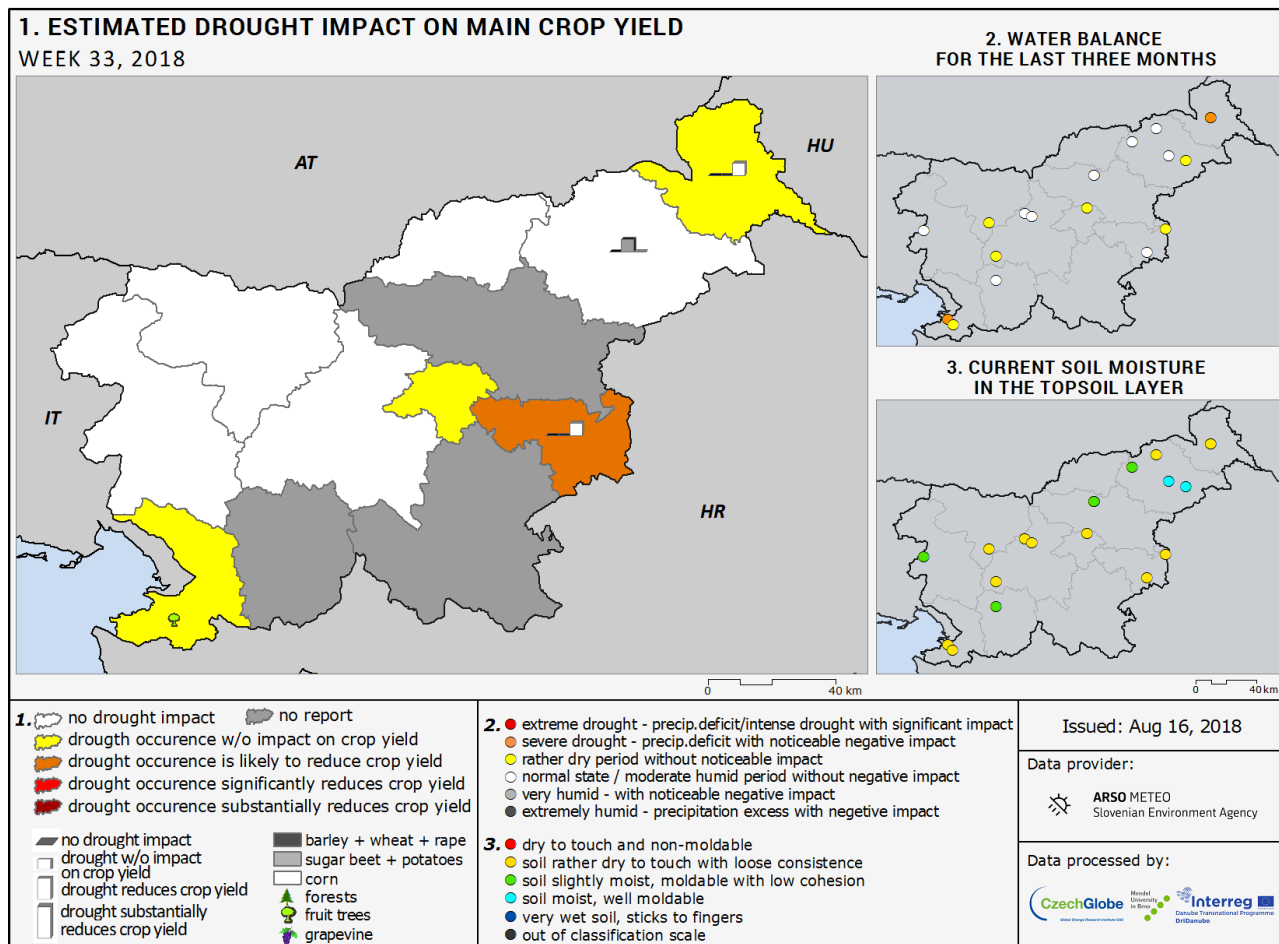 1. ESTIMATED DROUGHT IMPACT ON MAIN CROP YIELD
WEEK 33, 2018
AT
HU
IT
HR
0 40 km
2. WATER BALANCE
FOR THE LAST THREE MONTHS
3. CURRENT SOIL MOISTURE
IN THE TOPSOIL LAYER
0 40 km
1. no drought impact no report
drougth occurence w/o impact on crop yield
drought occurence is likely to reduce crop yield
drought occurence significantly reduces crop yield
drought occurence substantially reduces crop yield
no drought impact
drought w/o impact
on crop yield
drought reduces crop yield
drought substantially
reduces crop yield
barley + wheat + rape
sugar beet + potatoes
corn
forests
fruit trees
grapevine
2. extreme drought - precip.deficit/intense drought with significant impact
severe drought - precip.deficit with noticeable negative impact
rather dry period without noticeable impact
normal state / moderate humid period without negative impact
very humid - with noticeable negative impact
extremely humid - precipitation excess with negetive impact
3. dry to touch and non-moldable
soil rather dry to touch with loose consistence
soil slightly moist, moldable with low cohesion
soil moist, well moldable
very wet soil, sticks to fingers
out of classification scale
Issued: Aug 16, 2018
Data provider:
ARSO METEO
Slovenian Environment Agency
Data processed by:
CzechGlobe
Global Change Research Institute CAS
Mendel
University
in Brno
Interreg
Danube Transnational Programme
DriDanube